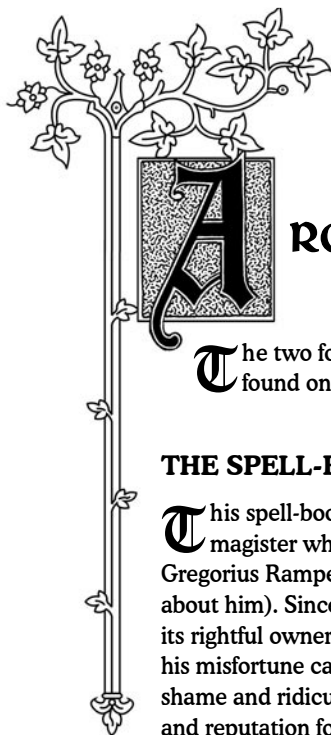 A RO
The two fo
found on
THE SPELL-B
This spell-boo
magister wh
Gregorius Rampe
about him). Since
its rightful owner
his misfortune ca
shame and ridicu
and reputation fo